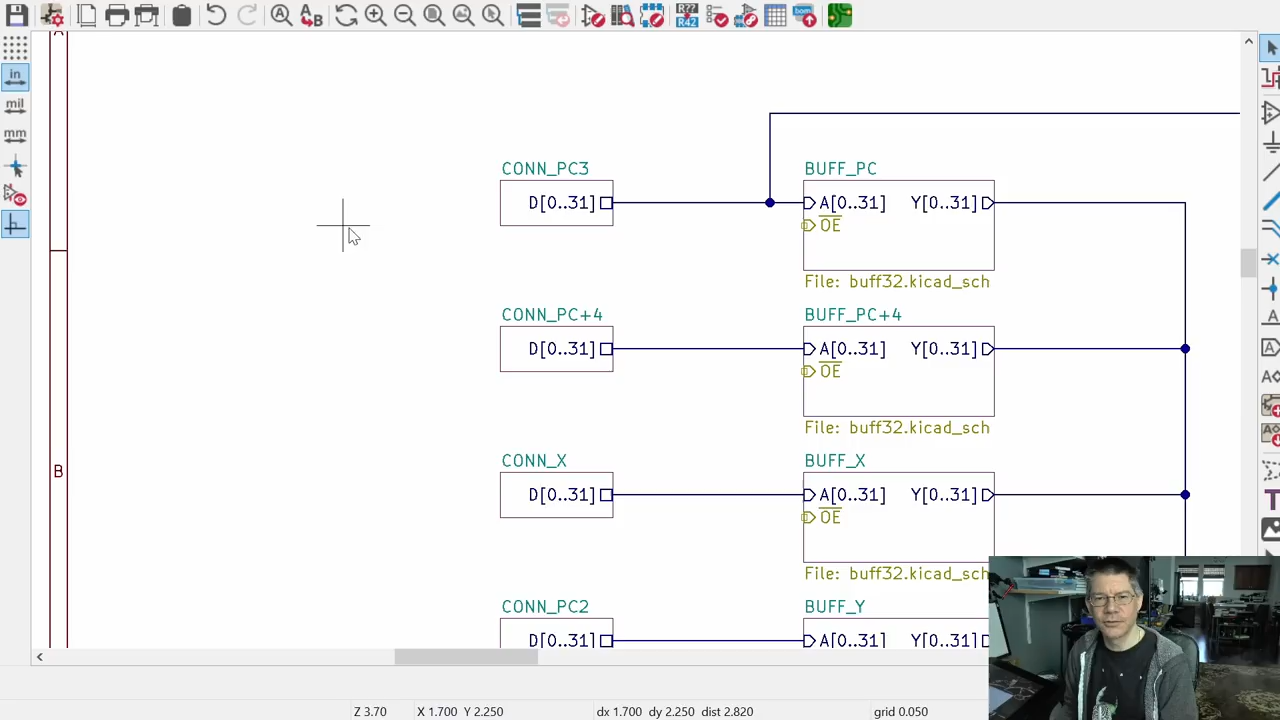 A
B
R??
R42
bom
in
mil
mm
A
A
A
A
T
CONN_PC3
D[0..31]
BUFF_PC
A[0..31] Y[0..31]
OE
File: buff32.kicad_sch
CONN_PC+4
D[0..31]
BUFF_PC+4
A[0..31] Y[0..31]
OE
File: buff32.kicad_sch
B
CONN_X
D[0..31]
BUFF_X
A[0..31] Y[0..31]
OE
File: buff32.kicad_sch
CONN_PC2
D[0..31]
BUFF_Y
A[0..31] Y[0..31]
Z 3.70 X 1.700 Y 2.250 dx 1.700 dy 2.250 dist 2.820 grid 0.050